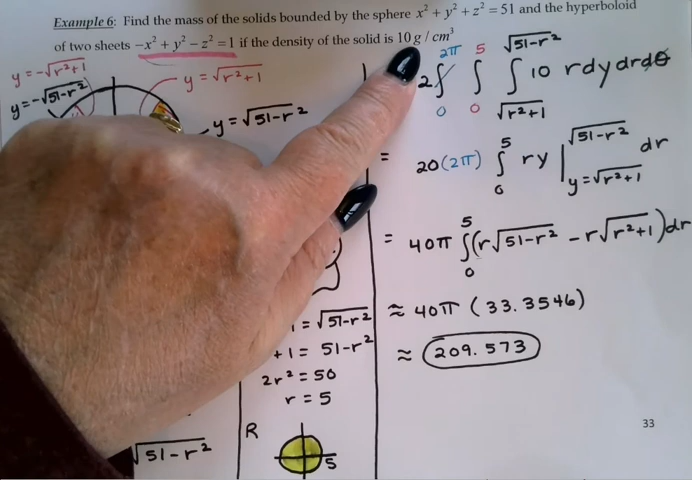 Example 6: Find the mass of the solids bounded by the sphere x² + y² + z² = 51 and the hyperboloid
of two sheets −x² + y² − z² = 1 if the density of the solid is 10 g / cm³
y = −√(r²+1)
y = −√(51−r²)
y = √(r²+1)
y = √(51−r²)
= √(51−r²)
+ 1 = 51−r²
2r² = 50
r = 5
R
5
√(51−r²)
2 ∫₀^(2π) ∫₀^5 ∫_(√(r²+1))^(√(51−r²)) 10 r dy dr dθ
= 20(2π) ∫₀^5 ry |_(y=√(r²+1))^(√(51−r²)) dr
= 40π ∫₀^5 (r√(51−r²) − r√(r²+1)) dr
≈ 40π (33.3546)
≈ 209.573
33